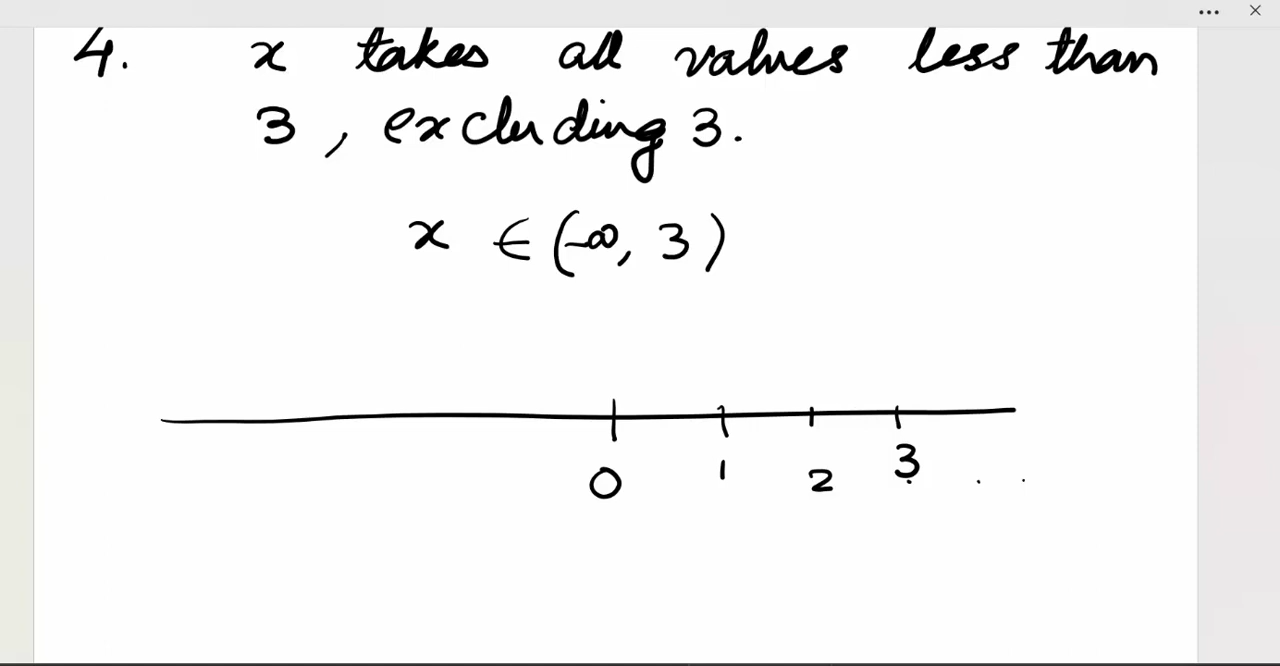 4. x takes all values less than
3, excluding 3.
x ∈ (-∞, 3)
0 1 2 3 . .